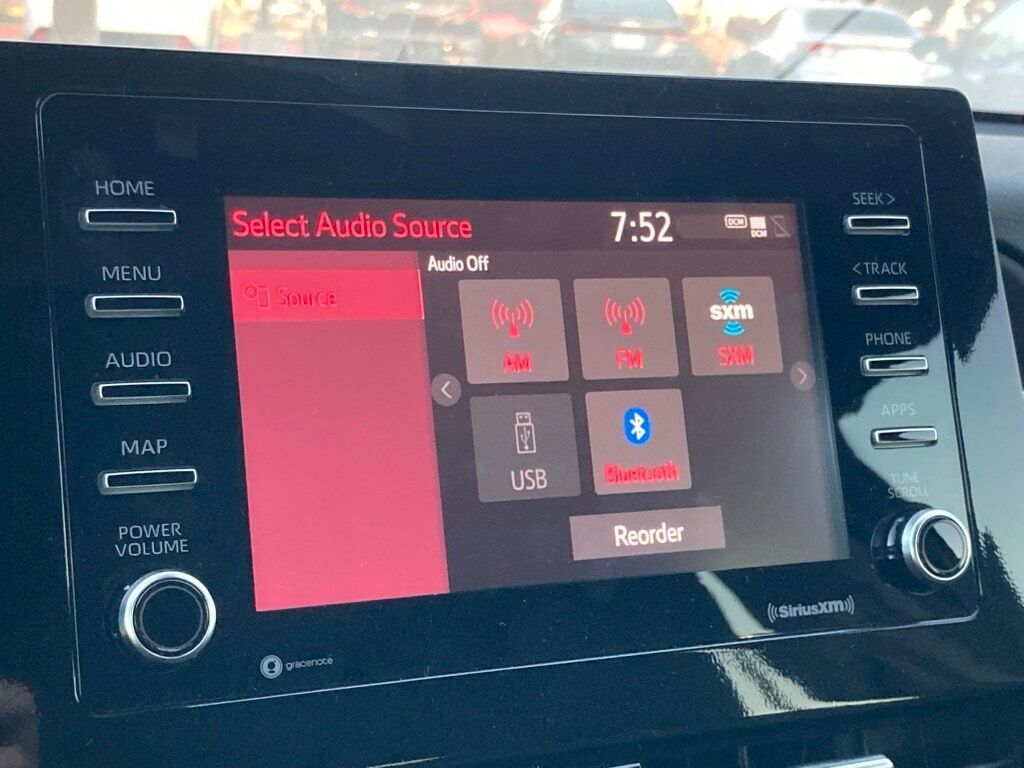 HOME
MENU
AUDIO
MAP
POWER
VOLUME
Select Audio Source
7:52
DCM
DCM
Source
Audio Off
AM
FM
sxm
SXM
USB
Bluetooth
Reorder
SEEK >
< TRACK
PHONE
APPS
TUNE
SCROLL
gracenote
SiriusXM